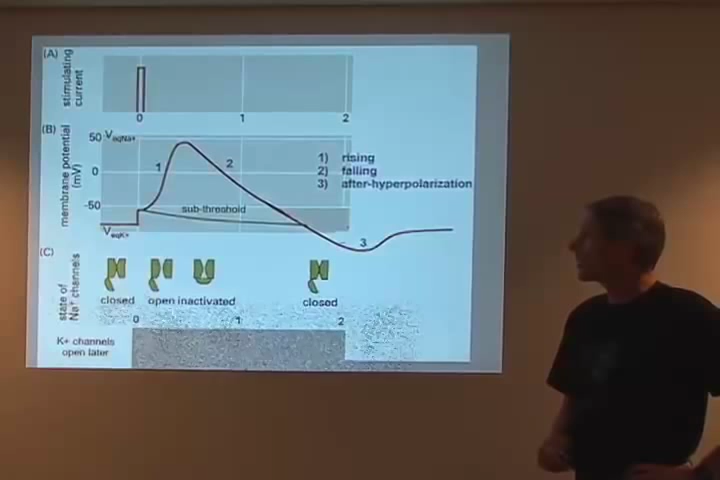 (A)
stimulating
current
0 1 2
(B)
membrane potential
(mV)
50
VeqNa+
0
-50
1
2
1) rising
2) falling
3) after-hyperpolarization
sub-threshold
VeqK+
3
(C)
state of
Na+ channels
closed open inactivated closed
0 1 2
K+ channels
open later